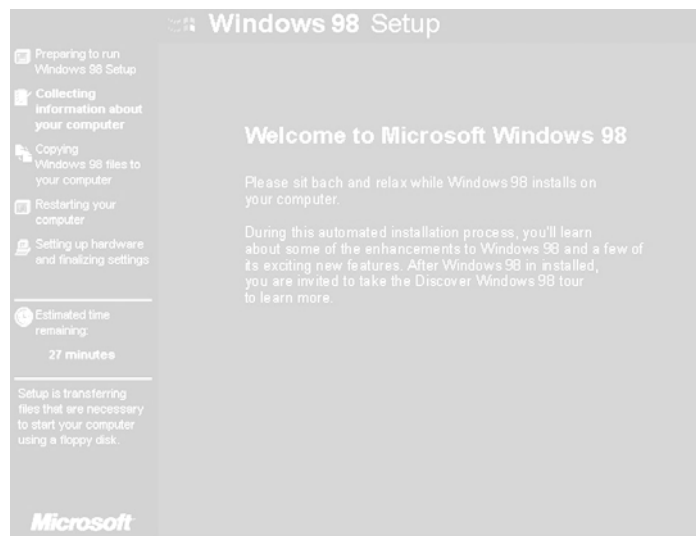 Windows 98 Setup
Preparing to run
Windows 98 Setup
Collecting
information about
your computer
Copying
Windows 98 files to
your computer
Restarting your
computer
Setting up hardware
and finalizing settings
Estimated time
remaining:
27 minutes
Setup is transferring
files that are necessary
to start your computer
using a floppy disk.
Microsoft
Welcome to Microsoft Windows 98
Please sit bach and relax while Windows 98 installs on
your computer.
During this automated installation process, you'll learn
about some of the enhancements to Windows 98 and a few of
its exciting new features. After Windows 98 in installed,
you are invited to take the Discover Windows 98 tour
to learn more.